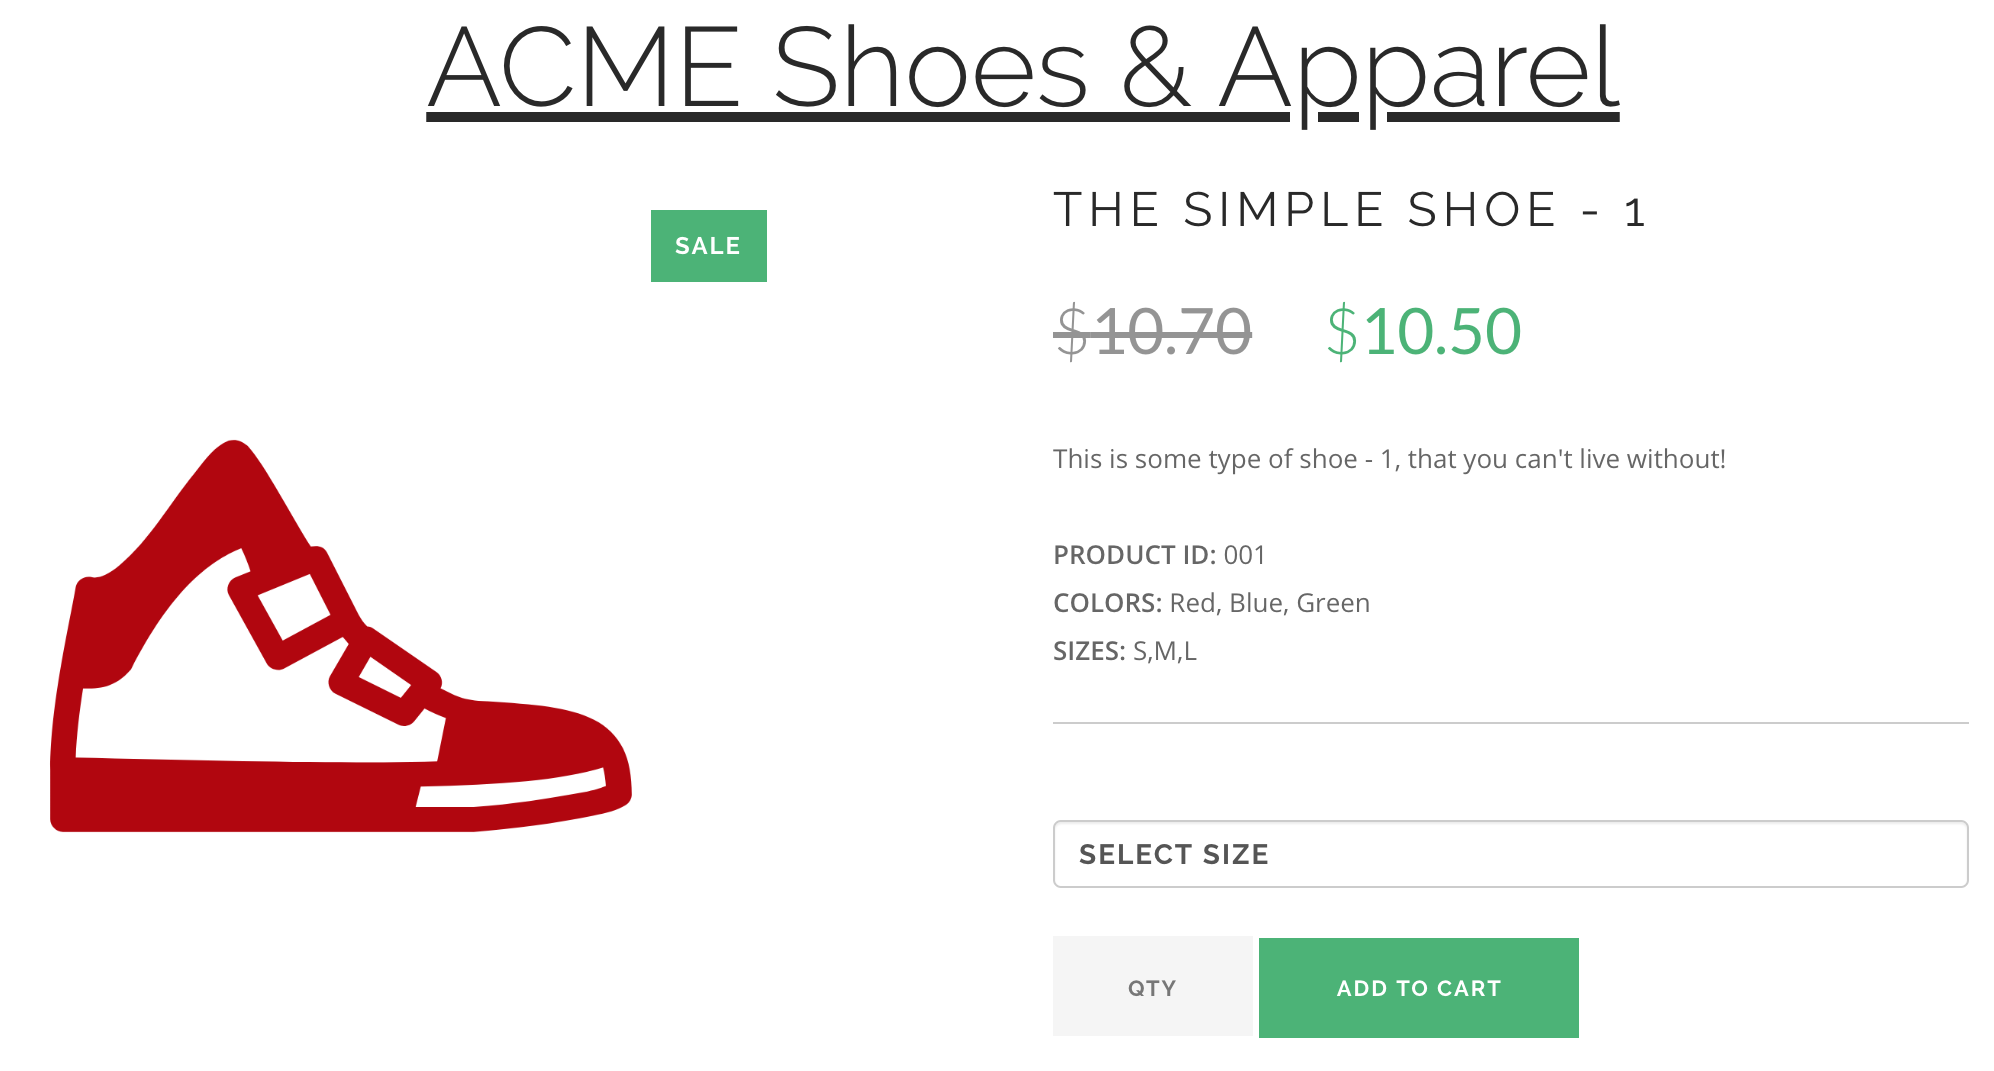 ACME Shoes & Apparel
SALE
THE SIMPLE SHOE - 1
$10.70 $10.50
This is some type of shoe - 1, that you can't live without!
PRODUCT ID: 001
COLORS: Red, Blue, Green
SIZES: S,M,L
SELECT SIZE
QTY ADD TO CART